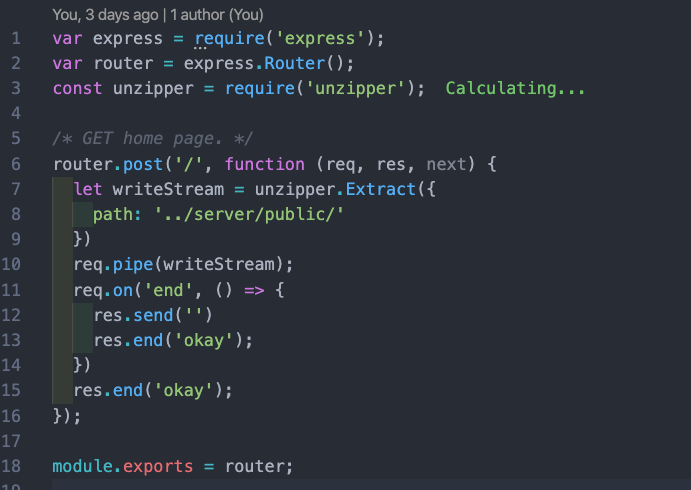 You, 3 days ago | 1 author (You)
1 var express = require('express');
2 var router = express.Router();
3 const unzipper = require('unzipper'); Calculating...
4
5 /* GET home page. */
6 router.post('/', function (req, res, next) {
7 let writeStream = unzipper.Extract({
8 path: '../server/public/'
9 })
10 req.pipe(writeStream);
11 req.on('end', () => {
12 res.send('')
13 res.end('okay');
14 })
15 res.end('okay');
16 });
17
18 module.exports = router;
19